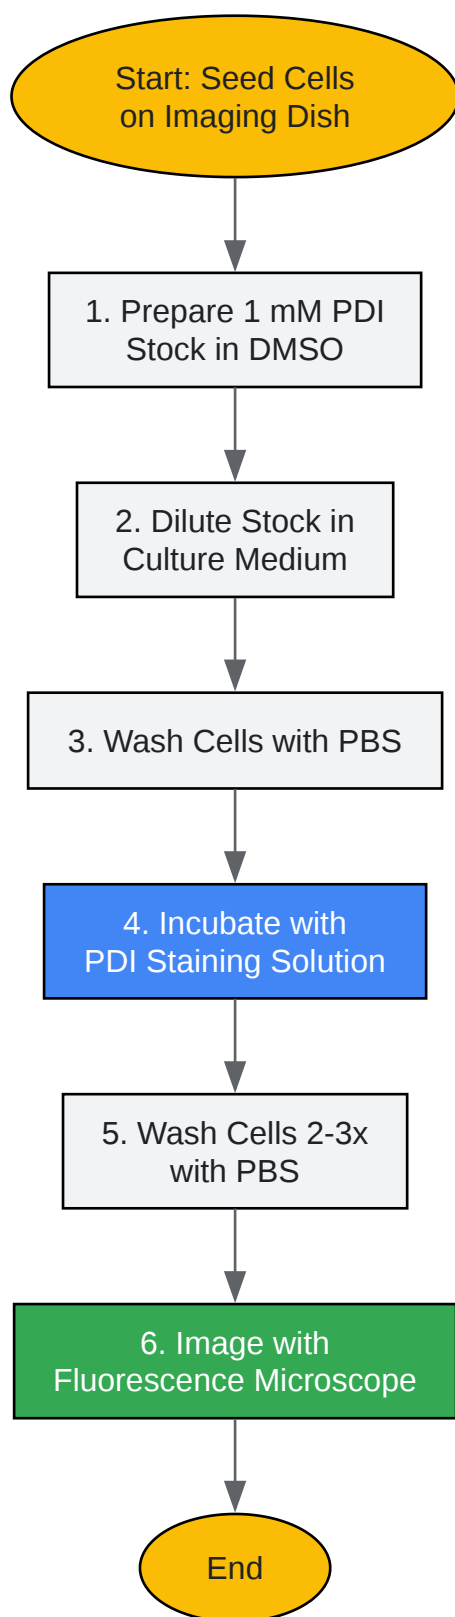 Start: Seed Cells
on Imaging Dish
1. Prepare 1 mM PDI
Stock in DMSO
2. Dilute Stock in
Culture Medium
3. Wash Cells with PBS
4. Incubate with
PDI Staining Solution
5. Wash Cells 2-3x
with PBS
6. Image with
Fluorescence Microscope
End